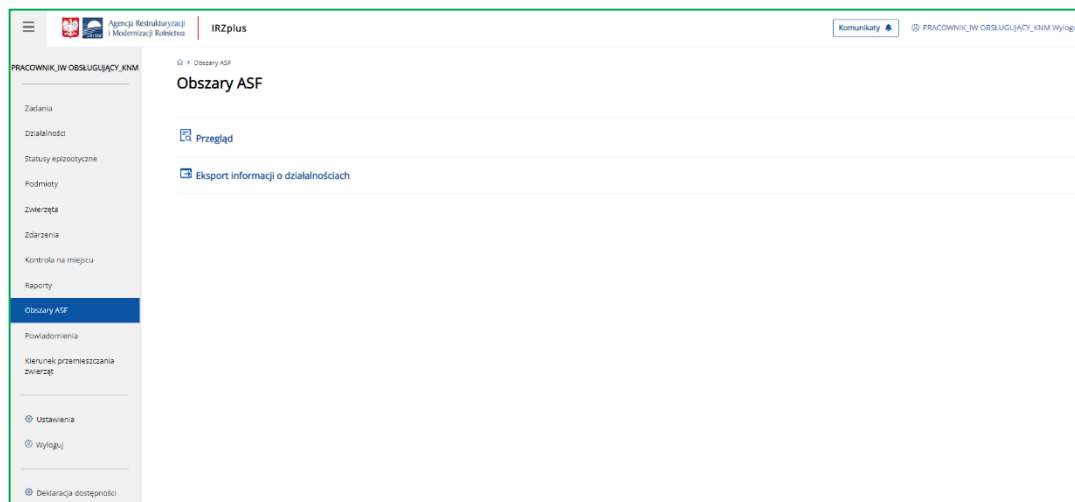 Agencja Restrukturyzacji
i Modernizacji Rolnictwa
IRZplus
Komunikaty
PRACOWNIK_IW OBSŁUGUJĄCY_KNM Wylogu
PRACOWNIK_IW OBSŁUGUJĄCY_KNM
Zadania
Działalności
Statusy epizootyczne
Podmioty
Zwierzęta
Zdarzenia
Kontrola na miejscu
Raporty
Obszary ASF
Powiadomienia
Kierunek przemieszczania
zwierząt
Ustawienia
Wyloguj
Deklaracja dostępności
Obszary ASF
Obszary ASF
Przegląd
Eksport informacji o działalnościach